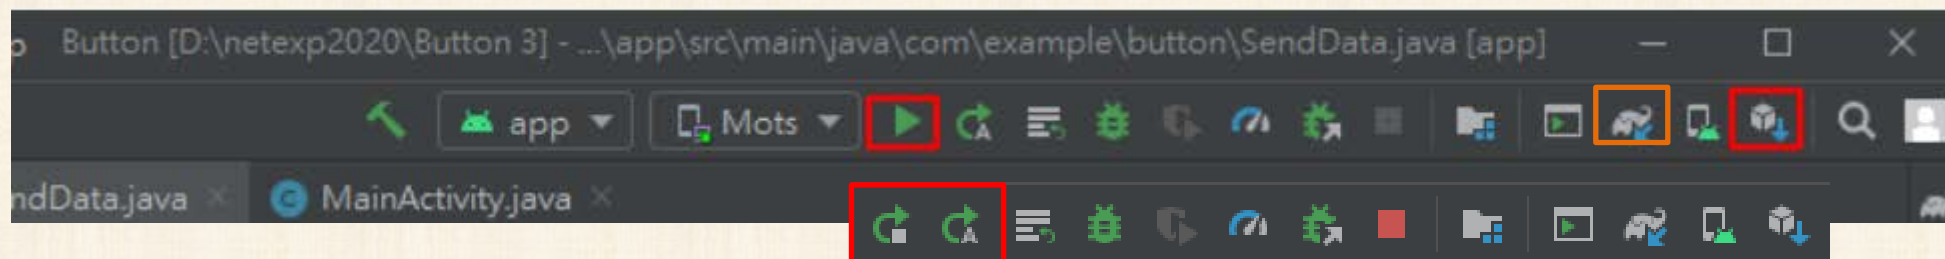 Button [D:\netexp2020\Button 3] - ...\app\src\main\java\com\example\button\SendData.java [app]
app Mots
ndData.java MainActivity.java